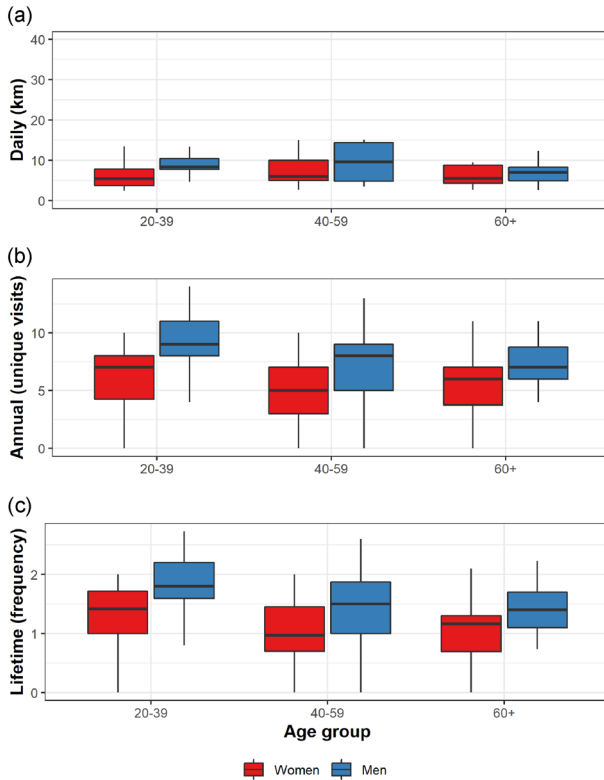 (a)
Daily (km)
40
30
20
10
0
20-39
40-59
60+
(b)
Annual (unique visits)
10
5
0
20-39
40-59
60+
(c)
Lifetime (frequency)
2
1
0
20-39
40-59
60+
Age group
Women
Men